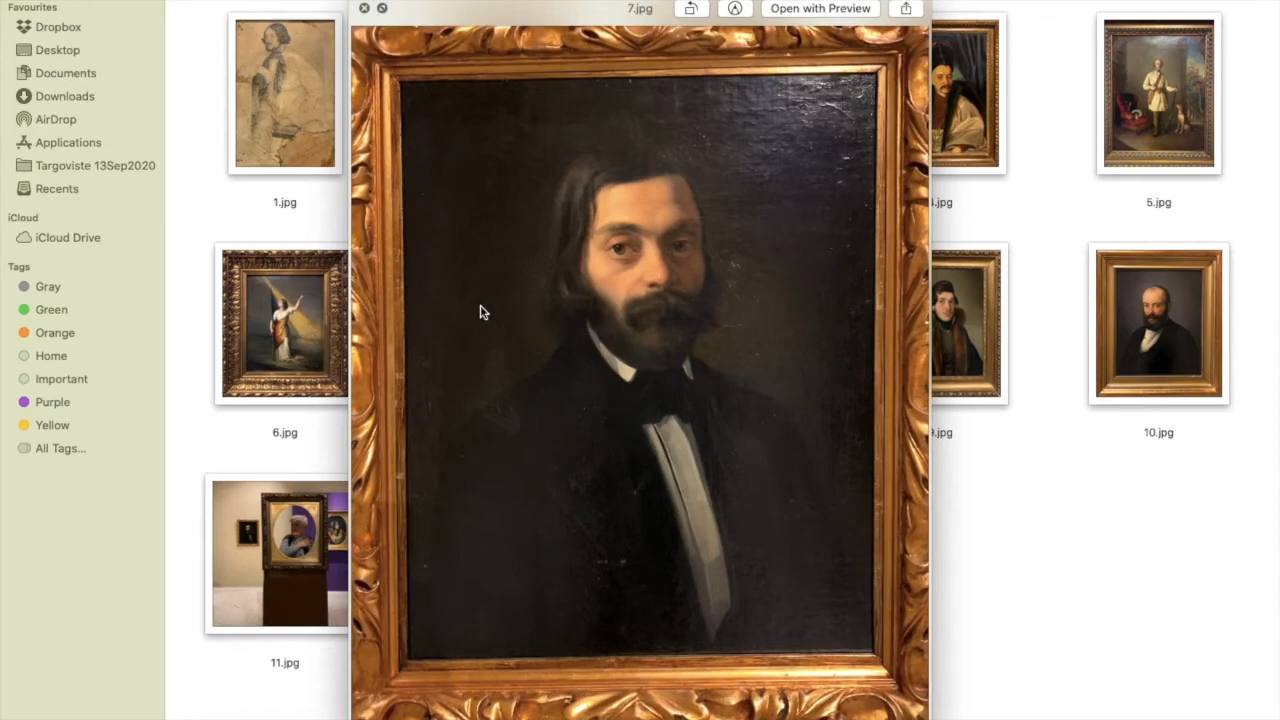 Favourites
Dropbox
Desktop
Documents
Downloads
AirDrop
Applications
Targoviste 13Sep2020
Recents
iCloud
iCloud Drive
Tags
Gray
Green
Orange
Home
Important
Purple
Yellow
All Tags...
7.jpg
Open with Preview
1.jpg
.jpg
5.jpg
6.jpg
.jpg
10.jpg
11.jpg